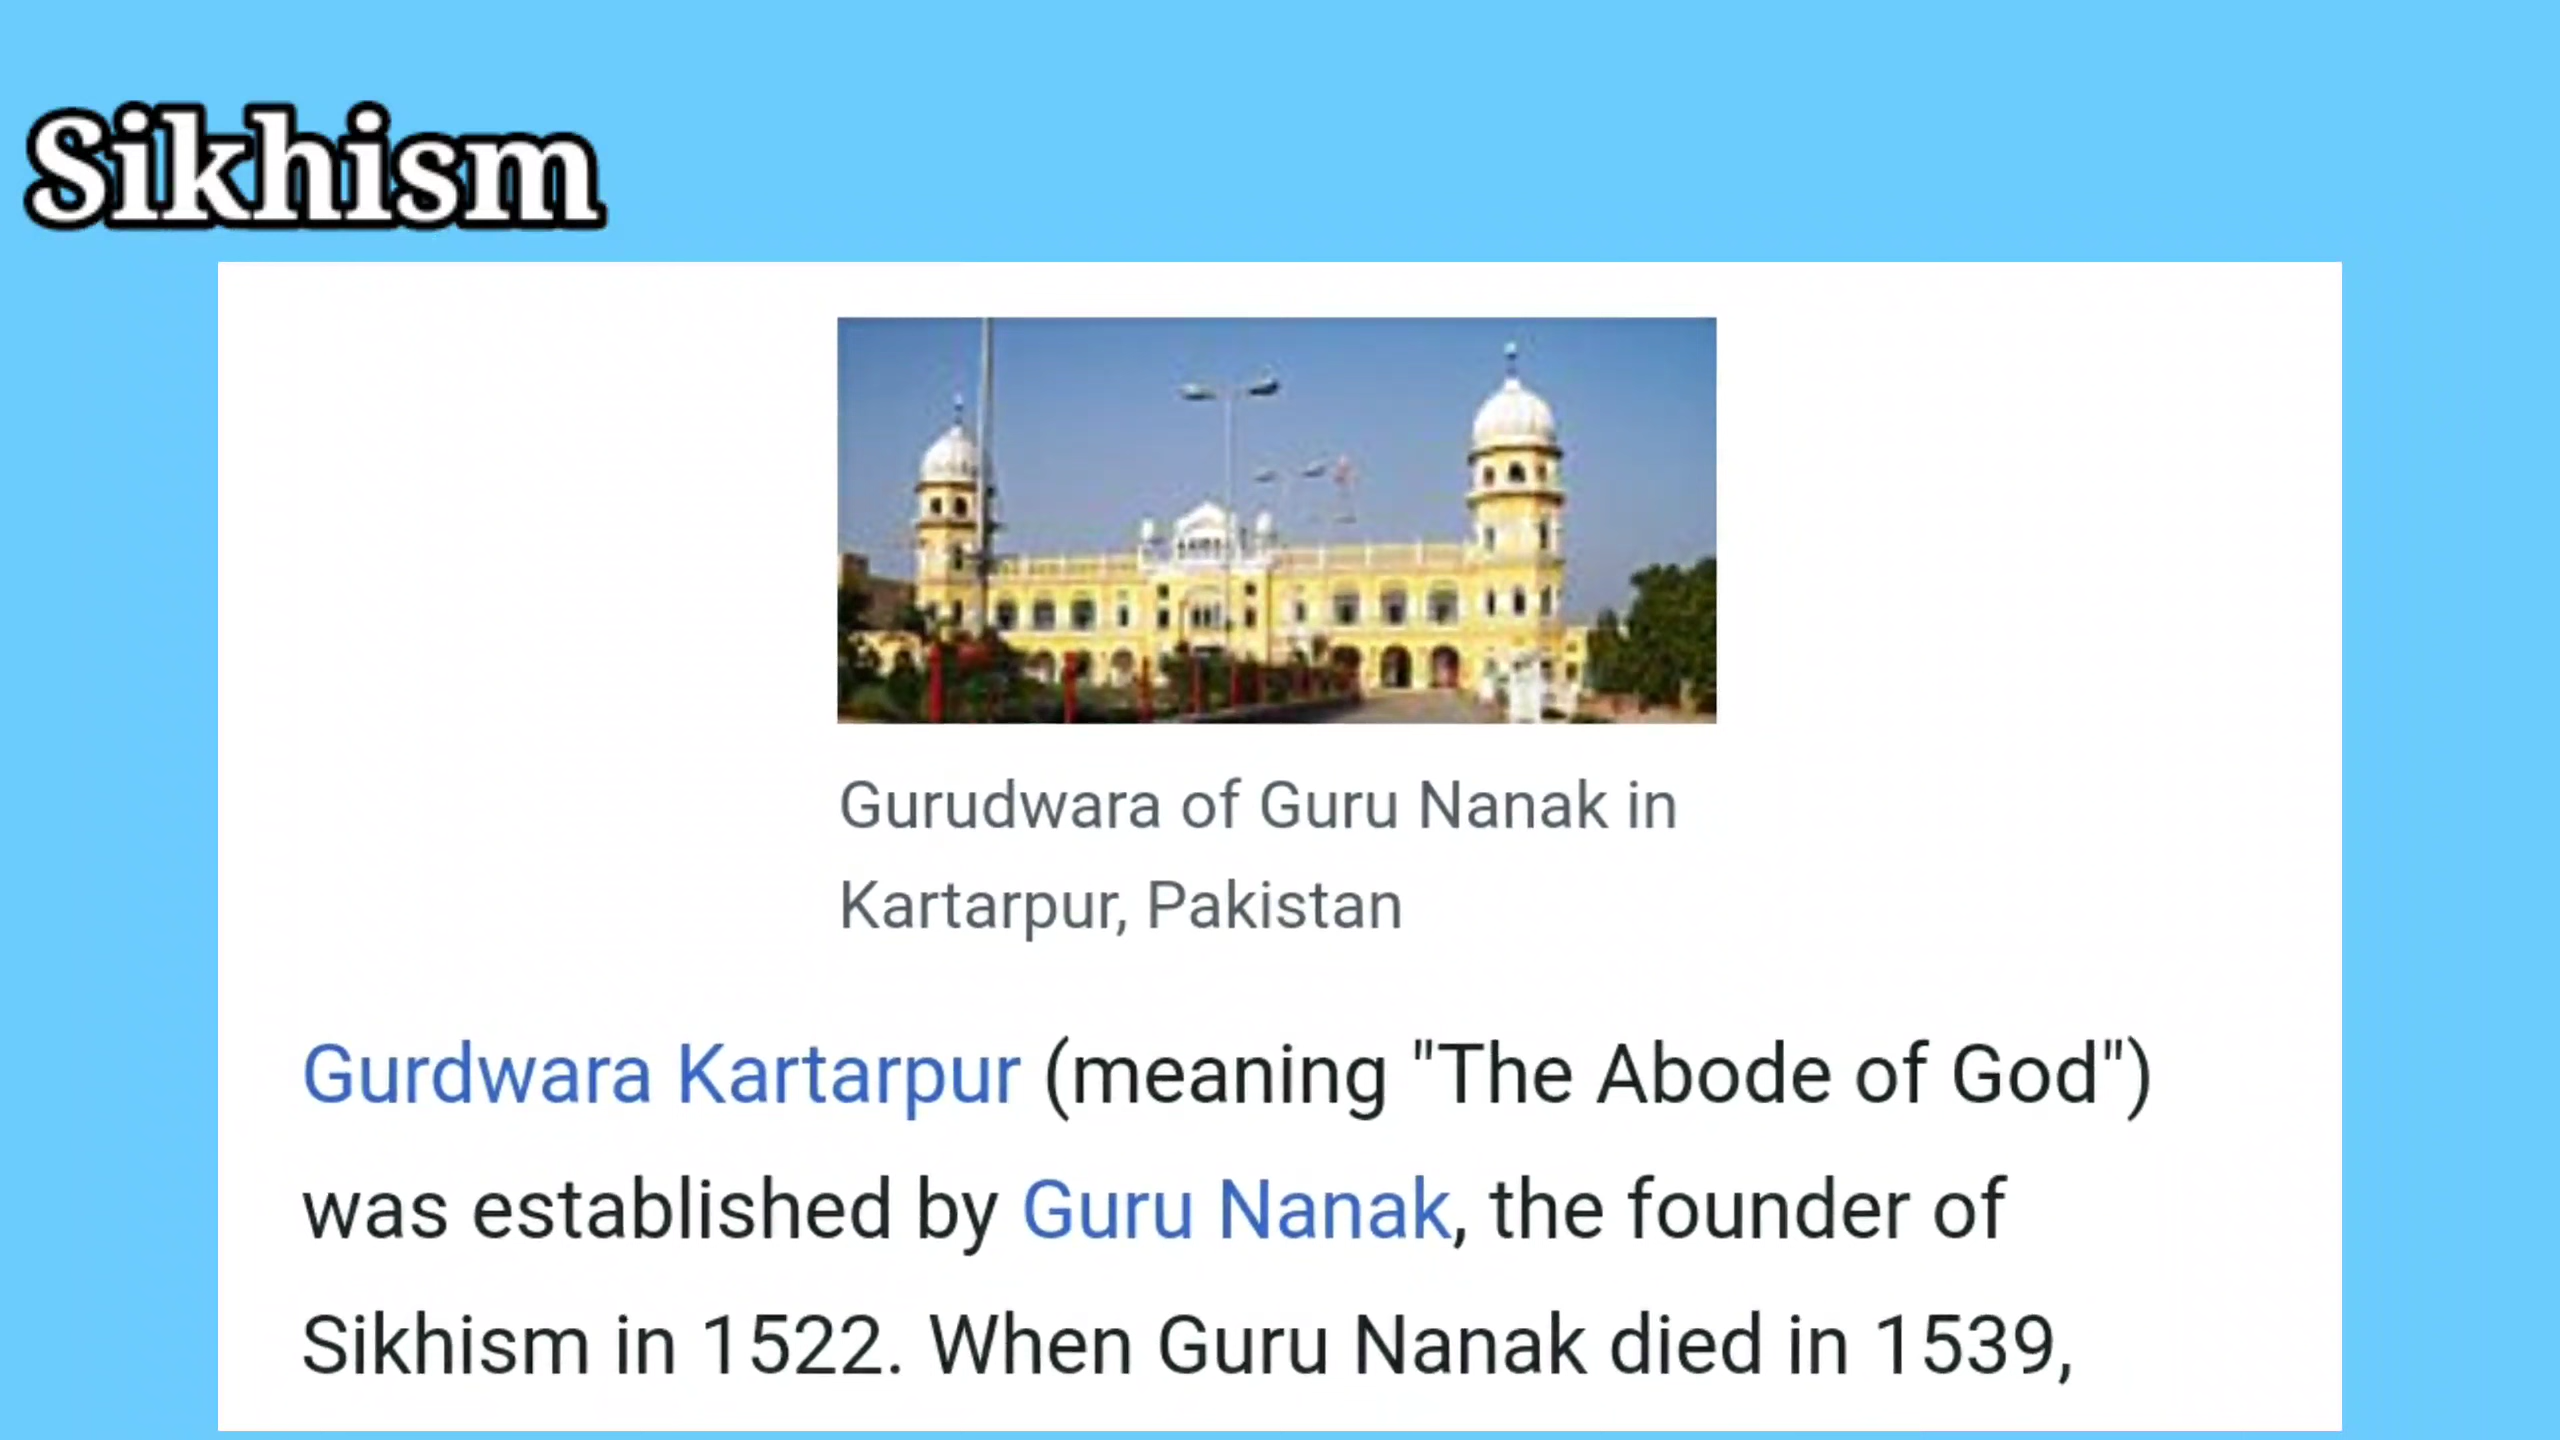 Sikhism
Gurudwara of Guru Nanak in
Kartarpur, Pakistan
Gurdwara Kartarpur (meaning "The Abode of God")
was established by Guru Nanak, the founder of
Sikhism in 1522. When Guru Nanak died in 1539,